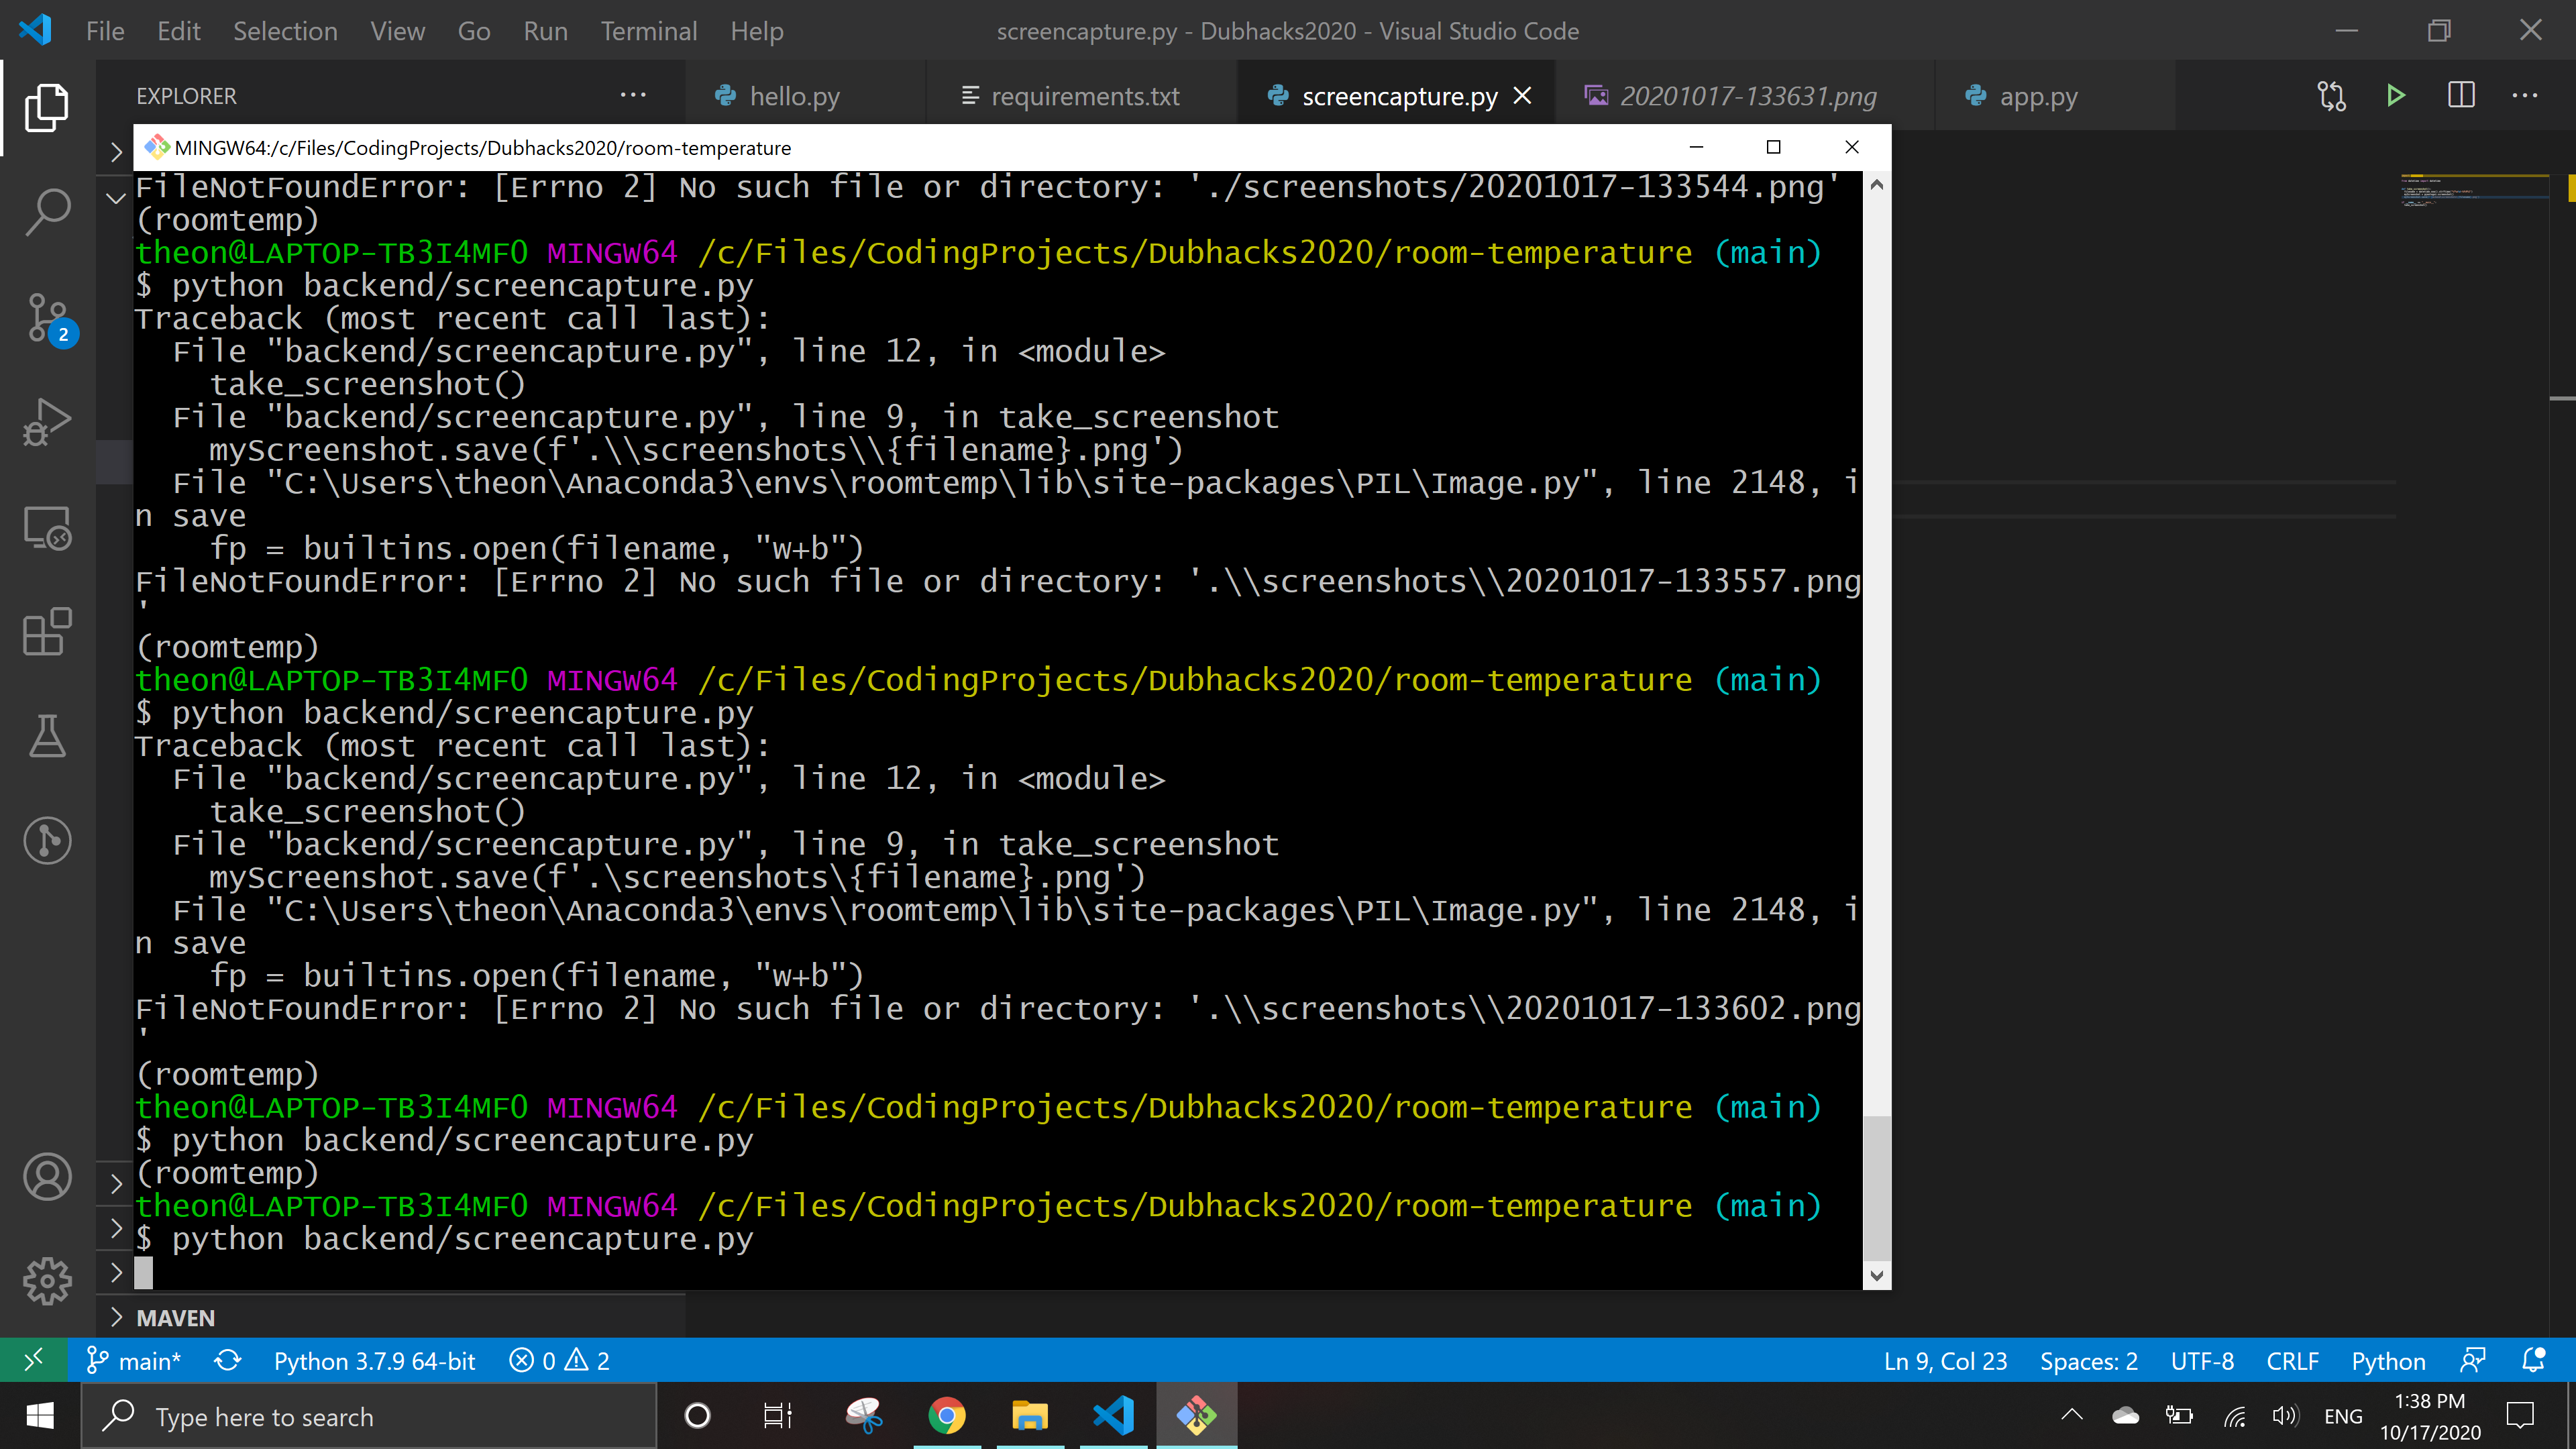 File Edit Selection View Go Run Terminal Help
screencapture.py - Dubhacks2020 - Visual Studio Code
EXPLORER
hello.py
requirements.txt
screencapture.py
20201017-133631.png
app.py
MINGW64:/c/Files/CodingProjects/Dubhacks2020/room-temperature
FileNotFoundError: [Errno 2] No such file or directory: './screenshots/20201017-133544.png'
(roomtemp)
theon@LAPTOP-TB3I4MF0 MINGW64 /c/Files/CodingProjects/Dubhacks2020/room-temperature (main)
$ python backend/screencapture.py
Traceback (most recent call last):
  File "backend/screencapture.py", line 12, in <module>
    take_screenshot()
  File "backend/screencapture.py", line 9, in take_screenshot
    myScreenshot.save(f'.\\screenshots\\{filename}.png')
  File "C:\Users\theon\Anaconda3\envs\roomtemp\lib\site-packages\PIL\Image.py", line 2148, i
n save
    fp = builtins.open(filename, "w+b")
FileNotFoundError: [Errno 2] No such file or directory: '.\\screenshots\\20201017-133557.png
'
(roomtemp)
theon@LAPTOP-TB3I4MF0 MINGW64 /c/Files/CodingProjects/Dubhacks2020/room-temperature (main)
$ python backend/screencapture.py
Traceback (most recent call last):
  File "backend/screencapture.py", line 12, in <module>
    take_screenshot()
  File "backend/screencapture.py", line 9, in take_screenshot
    myScreenshot.save(f'.\screenshots\{filename}.png')
  File "C:\Users\theon\Anaconda3\envs\roomtemp\lib\site-packages\PIL\Image.py", line 2148, i
n save
    fp = builtins.open(filename, "w+b")
FileNotFoundError: [Errno 2] No such file or directory: '.\\screenshots\\20201017-133602.png
'
(roomtemp)
theon@LAPTOP-TB3I4MF0 MINGW64 /c/Files/CodingProjects/Dubhacks2020/room-temperature (main)
$ python backend/screencapture.py
(roomtemp)
theon@LAPTOP-TB3I4MF0 MINGW64 /c/Files/CodingProjects/Dubhacks2020/room-temperature (main)
$ python backend/screencapture.py
2
MAVEN
main* Python 3.7.9 64-bit 0 2
Ln 9, Col 23 Spaces: 2 UTF-8 CRLF Python
Type here to search
ENG
1:38 PM
10/17/2020